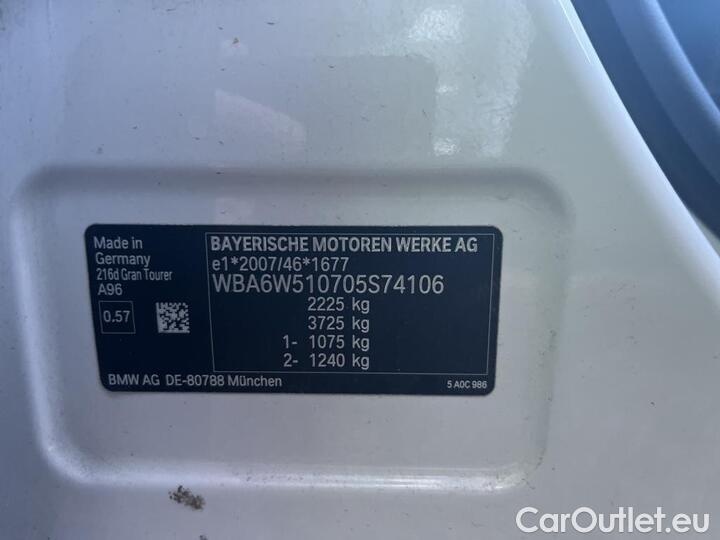 Made in
Germany
216d Gran Tourer
A96
0.57
BAYERISCHE MOTOREN WERKE AG
e1*2007/46*1677
WBA6W510705S74106
2225 kg
3725 kg
1- 1075 kg
2- 1240 kg
BMW AG DE-80788 München
5 A0C 986
CarOutlet.eu